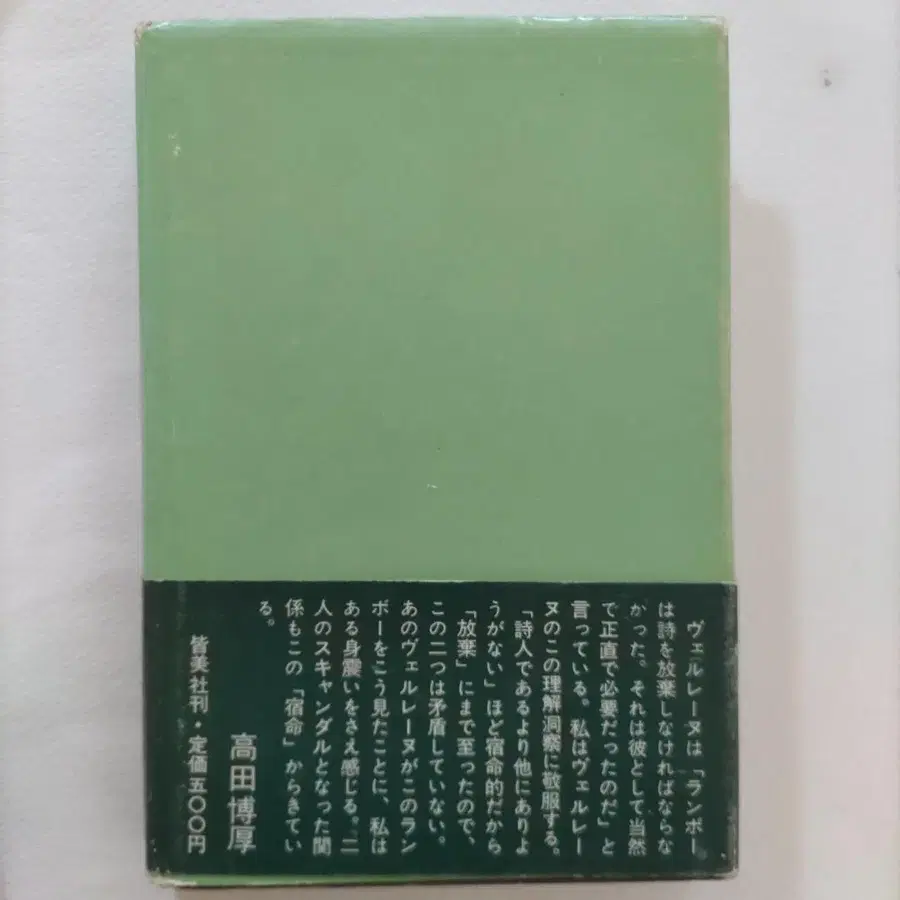 ヴェルレーヌは「ランボー
は詩を放棄しなければならな
かった。それは彼として当然
で正直で必要だったのだ」と
言っている。私はヴェルレー
ヌのこの理解洞察に敬服する。
「詩人であるより他にありよ
うがない」ほど宿命的だから
「放棄」にまで至ったので、
この二つは矛盾していない。
あのヴェルレーヌがこのラン
ボーをこう見たことに、私は
ある身震いをさえ感じる。二
人のスキャンダルとなった関
係もこの「宿命」からきてい
る。
高田博厚
皆美社刊・定価五〇〇円